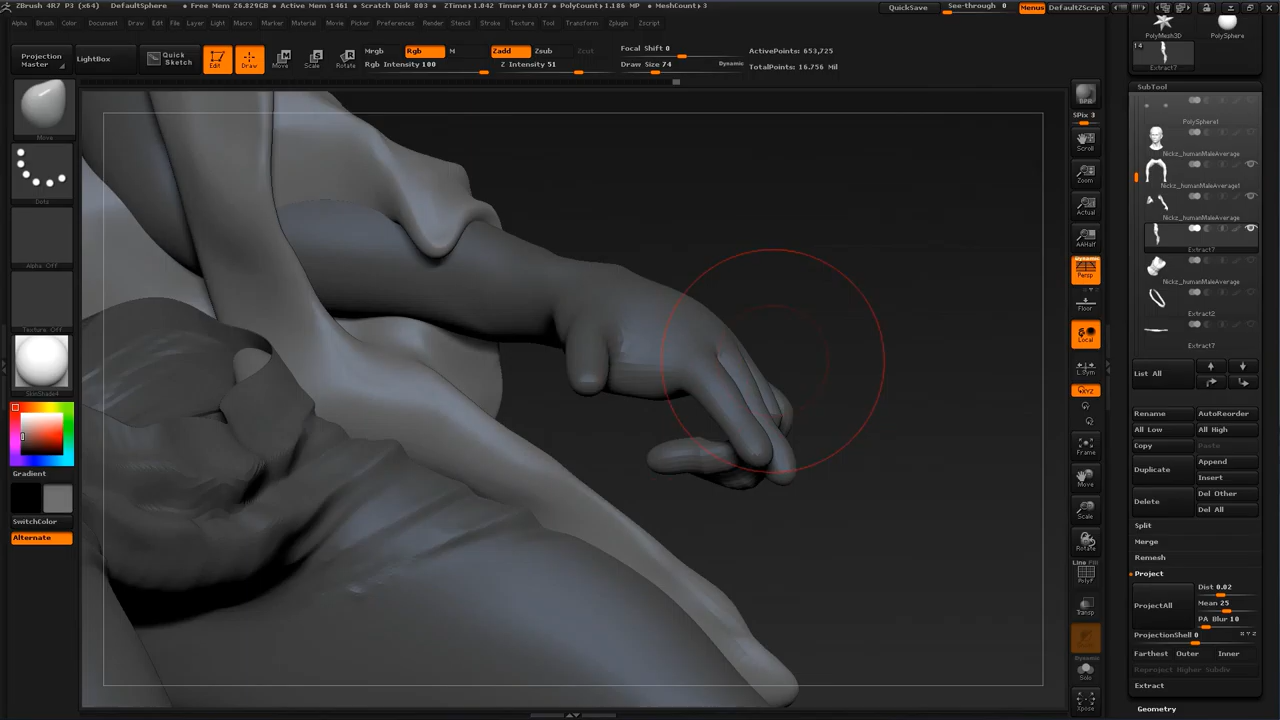 ZBrush 4R7 P3 (x64)
DefaultSphere
• Free Mem 26.829GB • Active Mem 1461 • Scratch Disk 803 • ZTime▸1.042 Timer▸0.017 • PolyCount▸1.186 MP • MeshCount▸3
QuickSave
See-through 0
Menus
DefaultZScript
Alpha
Brush
Color
Document
Draw
Edit
File
Layer
Light
Macro
Marker
Material
Movie
Picker
Preferences
Render
Stencil
Stroke
Texture
Tool
Transform
Zplugin
Zscript
Projection
Master
LightBox
Quick
Sketch
Edit
Draw
Move
Scale
Rotate
Mrgb
Rgb
M
Rgb Intensity 100
Zadd
Zsub
Zcut
Z Intensity 51
Focal Shift 0
Draw Size 74
Dynamic
ActivePoints 653,725
TotalPoints 16.756 Mil
Move
Dots
Alpha Off
Texture Off
SkinShade4
Gradient
SwitchColor
Alternate
BPR
SPix 3
Scroll
Zoom
Actual
AAHalf
Dynamic
Persp
Floor
Local
L.Sym
XYZ
Frame
Move
Scale
Rotate
Line Fill
PolyF
Transp
Dynamic
Solo
Xpose
PolyMesh3D
PolySphere
14
Extract7
SubTool
PolySphere1
Nickz_humanMaleAverage
Nickz_humanMaleAverage1
Nickz_humanMaleAverage
Extract7
Nickz_humanMaleAverage
Extract2
Extract7
List All
Rename
AutoReorder
All Low
All High
Copy
Paste
Duplicate
Append
Insert
Delete
Del Other
Del All
Split
Merge
Remesh
Project
ProjectAll
Dist 0.02
Mean 25
PA Blur 10
ProjectionShell 0
Farthest
Outer
Inner
Reproject Higher Subdiv
Extract
Geometry